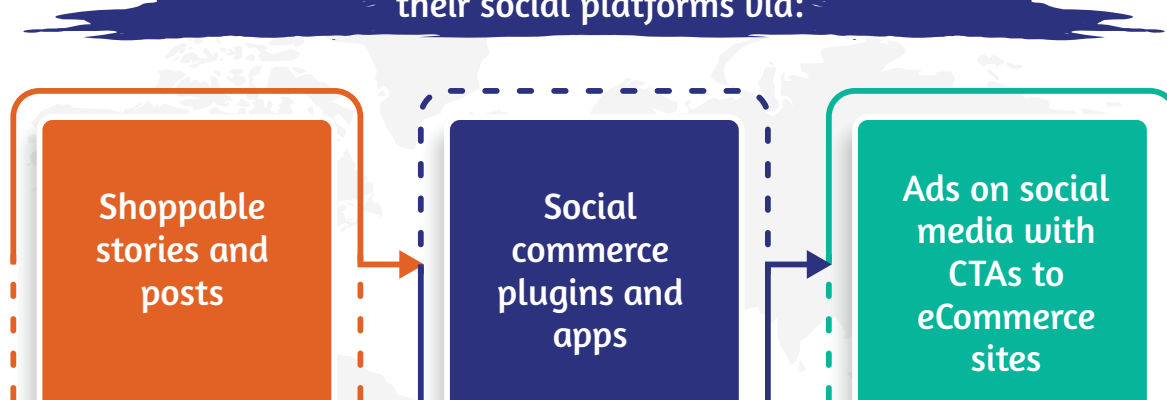 their social platforms via:
Shoppable
stories and
posts
Social
commerce
plugins and
apps
Ads on social
media with
CTAs to
eCommerce
sites